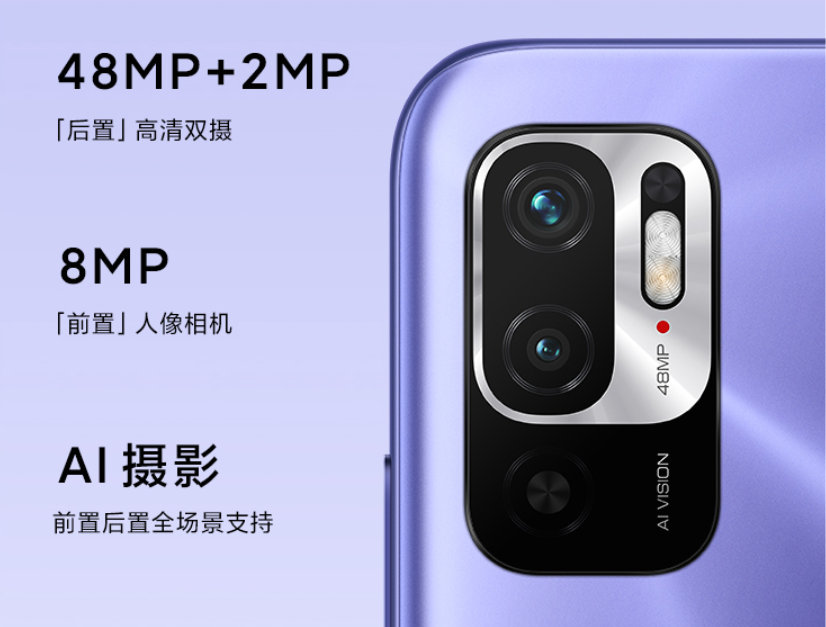 48MP+2MP
「后置」高清双摄
8MP
「前置」人像相机
AI 摄影
前置后置全场景支持
48MP
AI VISION